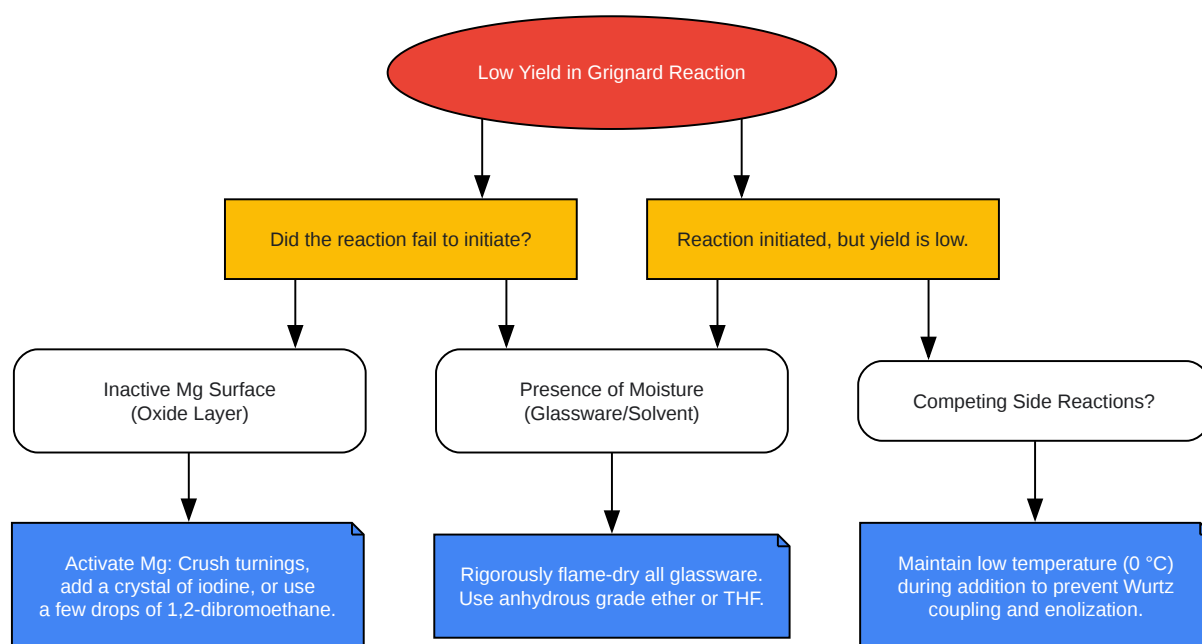 Low Yield in Grignard Reaction
Did the reaction fail to initiate?
Reaction initiated, but yield is low.
Inactive Mg Surface
(Oxide Layer)
Presence of Moisture
(Glassware/Solvent)
Competing Side Reactions?
Activate Mg: Crush turnings,
add a crystal of iodine, or use
a few drops of 1,2-dibromoethane.
Rigorously flame-dry all glassware.
Use anhydrous grade ether or THF.
Maintain low temperature (0 °C)
during addition to prevent Wurtz
coupling and enolization.